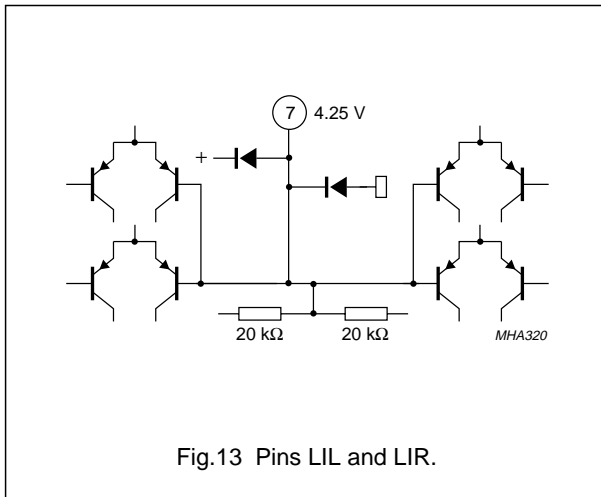 7 4.25 V
+
20 kΩ 20 kΩ
MHA320
Fig.13 Pins LIL and LIR.